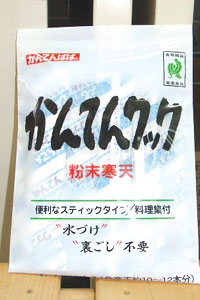 かんてんぱぱ
かんてんクック
粉末寒天
便利なスティックタイプ/料理集付
"水づけ"
"裏ごし"不要